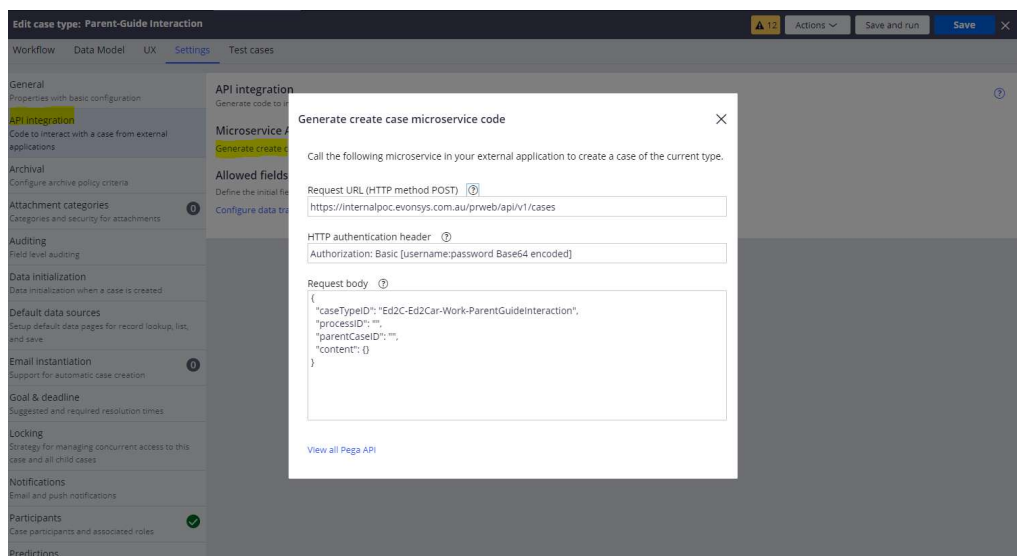 Edit case type: Parent-Guide Interaction
12
Actions
Save and run
Save
Workflow
Data Model
UX
Settings
Test cases
General
Properties with basic configuration
API integration
Code to interact with a case from external
applications
Archival
Configure archive policy criteria
Attachment categories
0
Categories and security for attachments
Auditing
Field level auditing
Data initialization
Data initialization when a case is created
Default data sources
Setup default data pages for record lookup, list,
and save
Email instantiation
0
Support for automatic case creation
Goal & deadline
Suggested and required resolution times
Locking
Strategy for managing concurrent access to this
case and all child cases
Notifications
Email and push notifications
Participants
Case participants and associated roles
Predictions
API integration
Generate code to
Microservice
Generate create
Allowed fields
Define the initial
Configure data
Generate create case microservice code
Call the following microservice in your external application to create a case of the current type.
Request URL (HTTP method POST) ?
https://internalpoc.evonsys.com.au/prweb/api/v1/cases
HTTP authentication header ?
Authorization: Basic [username:password Base64 encoded]
Request body ?
{
"caseTypeID": "Ed2C-Ed2Car-Work-ParentGuideInteraction",
"processID": "",
"parentCaseID": "",
"content": {}
}
View all Pega API
?